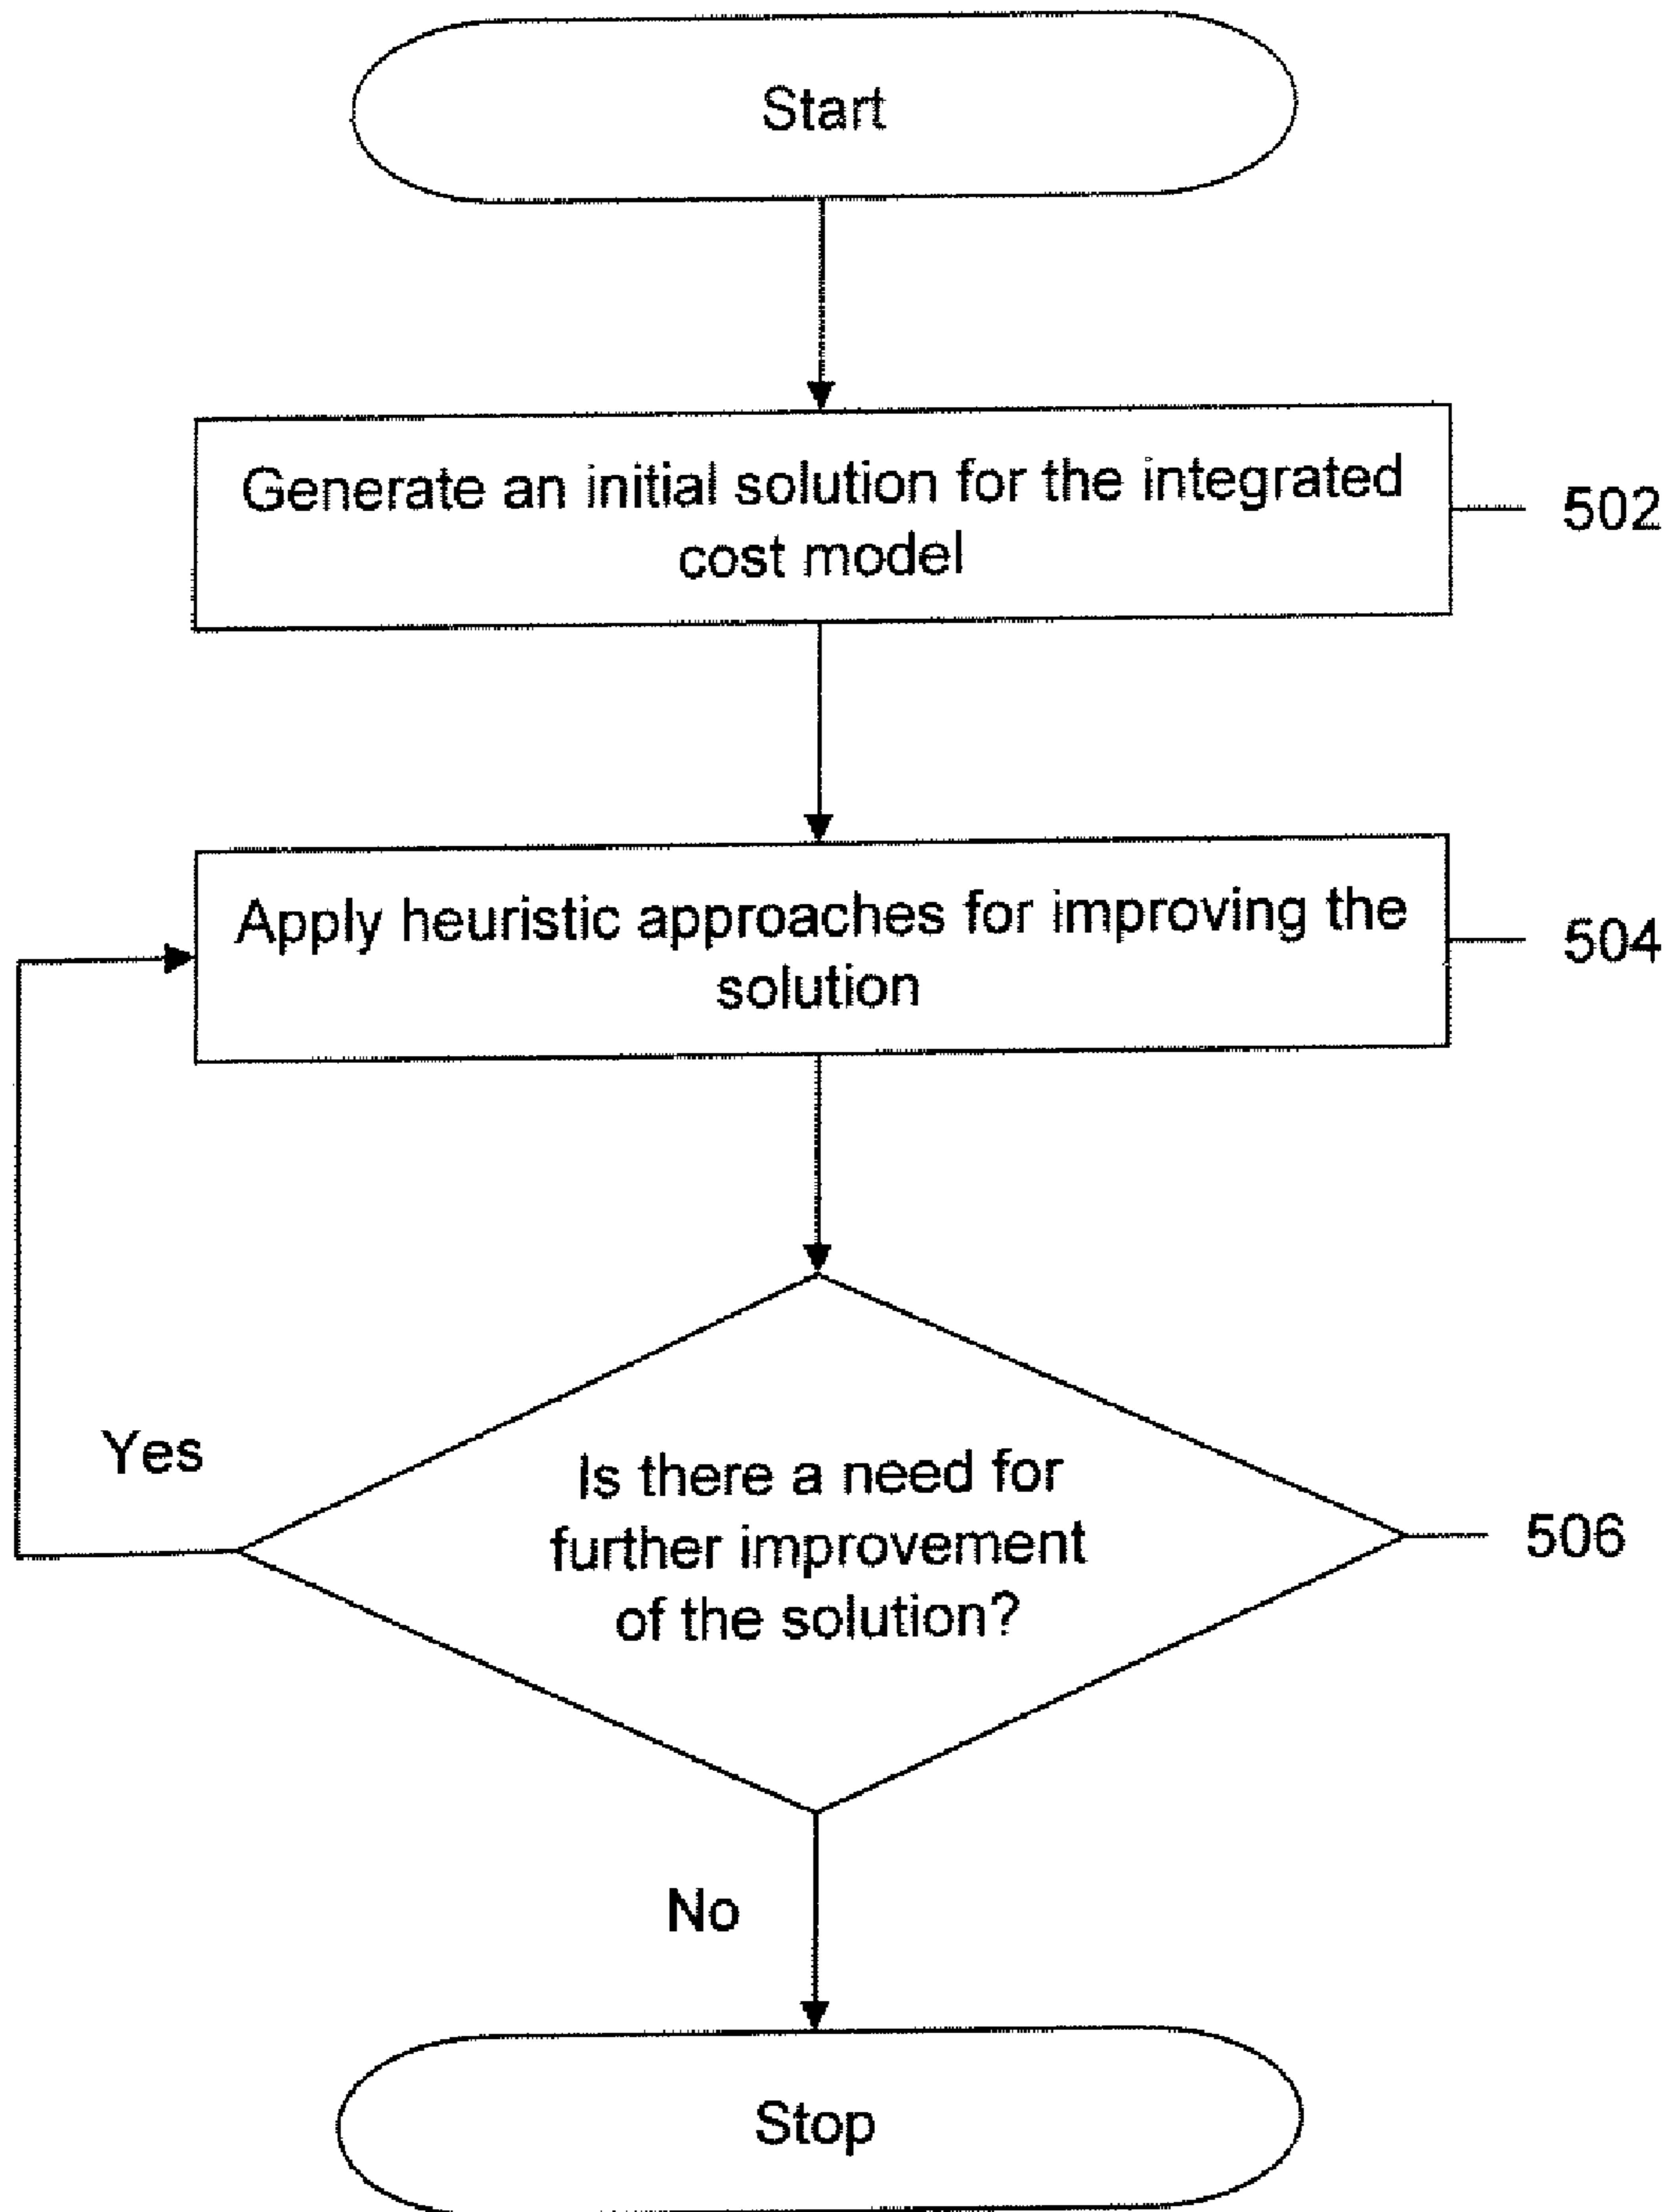 Start
Generate an initial solution for the integrated
cost model
502
Apply heuristic approaches for improving the
solution
504
Yes
Is there a need for
further improvement
of the solution?
506
No
Stop